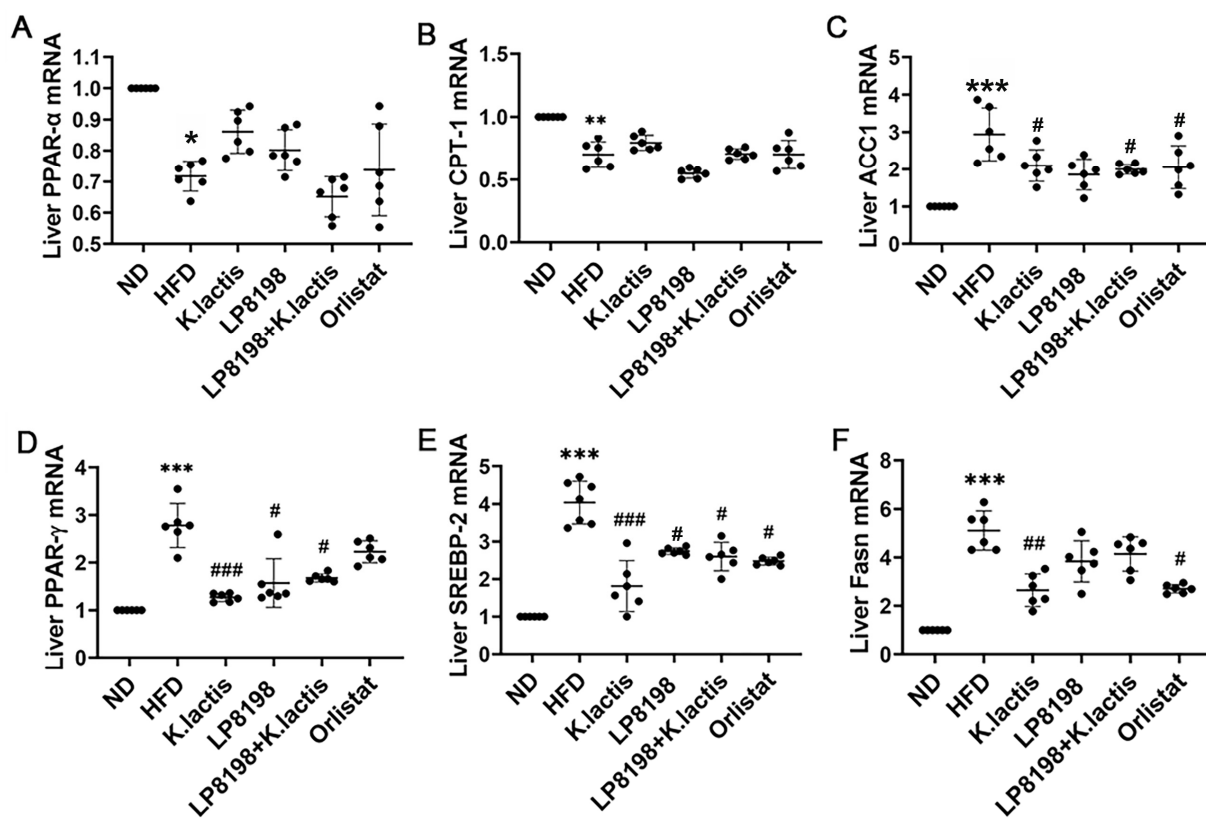 A
Liver PPAR-α mRNA
1.1
1.0
0.9
0.8
0.7
0.6
0.5
*
ND
HFD
K.lactis
LP8198
LP8198+K.lactis
Orlistat
B
Liver CPT-1 mRNA
1.5
1.0
0.5
0.0
**
ND
HFD
K.lactis
LP8198
LP8198+K.lactis
Orlistat
C
Liver ACC1 mRNA
5
4
3
2
1
0
***
#
#
#
ND
HFD
K.lactis
LP8198
LP8198+K.lactis
Orlistat
D
Liver PPAR-γ mRNA
4
3
2
1
0
***
###
#
#
ND
HFD
K.lactis
LP8198
LP8198+K.lactis
Orlistat
E
Liver SREBP-2 mRNA
5
4
3
2
1
0
***
###
#
#
#
ND
HFD
K.lactis
LP8198
LP8198+K.lactis
Orlistat
F
Liver Fasn mRNA
8
6
4
2
0
***
##
#
ND
HFD
K.lactis
LP8198
LP8198+K.lactis
Orlistat